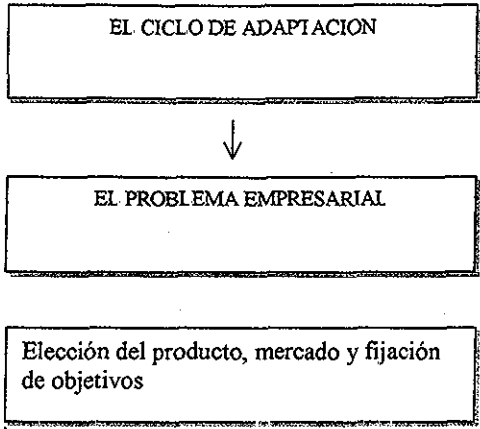 EL CICLO DE ADAPTACION
EL PROBLEMA EMPRESARIAL
Elección del producto, mercado y fijación
de objetivos